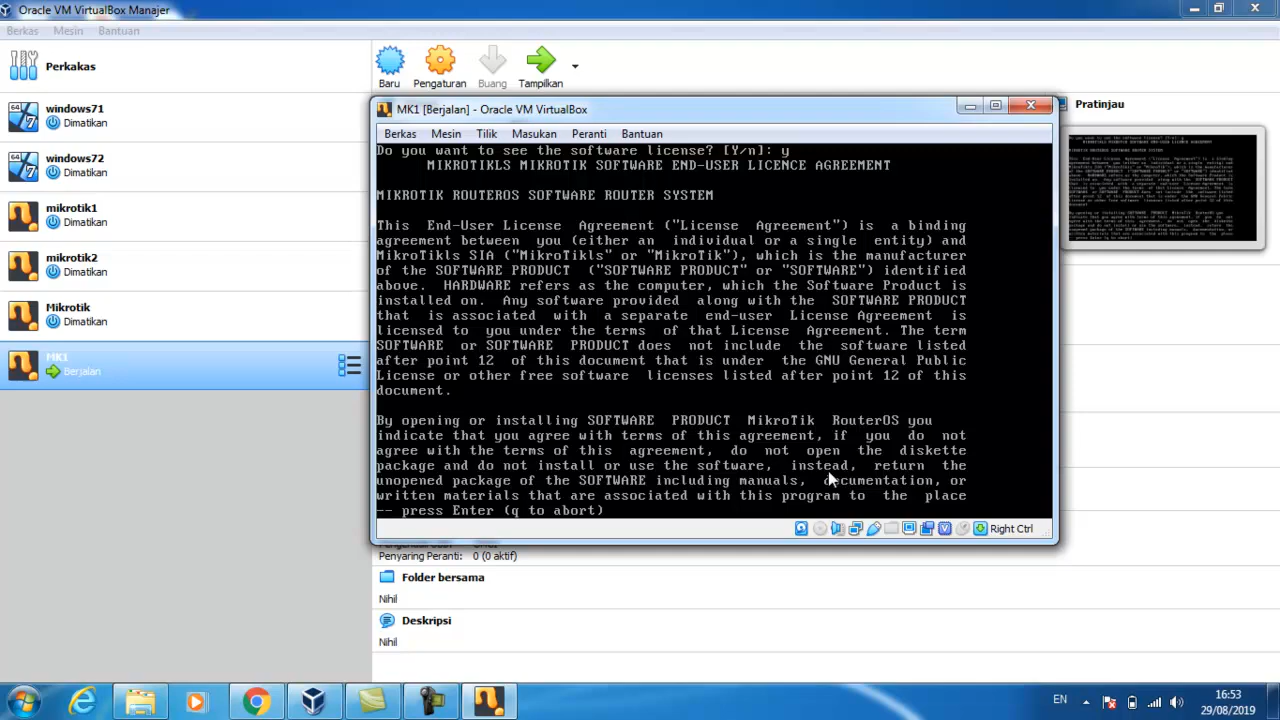 Oracle VM VirtualBox Manajer
Berkas Mesin Bantuan
Perkakas
windows71
Dimatikan
windows72
Dimatikan
mikrotik1
Dimatikan
mikrotik2
Dimatikan
Mikrotik
Dimatikan
MK1
Berjalan
Baru Pengaturan Buang Tampilkan
Pratinjau
MK1 [Berjalan] - Oracle VM VirtualBox
Berkas Mesin Tilik Masukan Peranti Bantuan
Do you want to see the software license? [Y/n]: y
MIKROTIKLS MIKROTIK SOFTWARE END-USER LICENCE AGREEMENT
SOFTWARE ROUTER SYSTEM
This End-User License Agreement ("License Agreement") is a binding
agreement between you (either an individual or a single entity) and
MikroTikls SIA ("MikroTikls" or "MikroTik"), which is the manufacturer
of the SOFTWARE PRODUCT ("SOFTWARE PRODUCT" or "SOFTWARE") identified
above. HARDWARE refers as the computer, which the Software Product is
installed on. Any software provided along with the SOFTWARE PRODUCT
that is associated with a separate end-user License Agreement is
licensed to you under the terms of that License Agreement. The term
SOFTWARE or SOFTWARE PRODUCT does not include the software listed
after point 12 of this document that is under the GNU General Public
License or other free software licenses listed after point 12 of this
document.
By opening or installing SOFTWARE PRODUCT MikroTik RouterOS you
indicate that you agree with terms of this agreement, if you do not
agree with the terms of this agreement, do not open the diskette
package and do not install or use the software, instead, return the
unopened package of the SOFTWARE including manuals, documentation, or
written materials that are associated with this program to the place
-- press Enter (q to abort)
Right Ctrl
Penyaring Peranti: 0 (0 aktif)
Folder bersama
Nihil
Deskripsi
Nihil
EN
16:53
29/08/2019